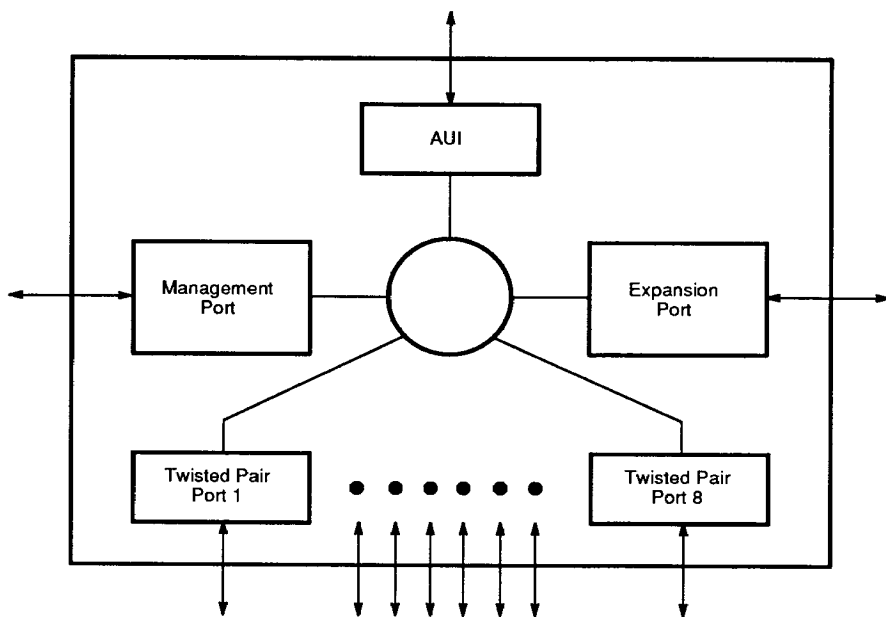 AUI
Management
Port
Expansion
Port
Twisted Pair
Port 1
Twisted Pair
Port 8